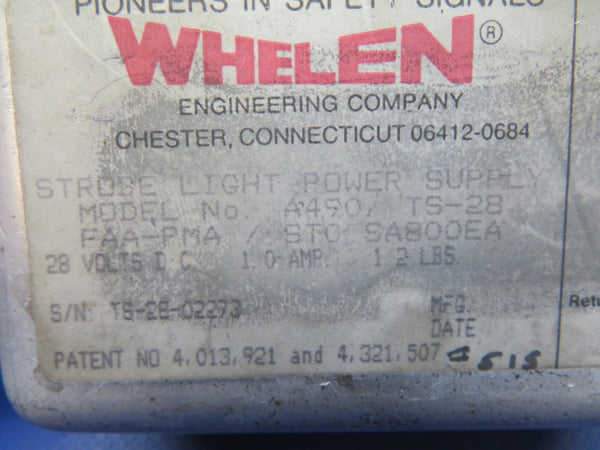 PIONEERS IN SAFETY SIGNALS
WHELEN ®
ENGINEERING COMPANY
CHESTER, CONNECTICUT 06412-0684
STROBE LIGHT POWER SUPPLY
MODEL No A490, TS-28
FAA-PMA / STC SA800EA
28 VOLTS D C 1.0 AMP. 1.2 LBS.
S/N: TS-28-02273 MFG
DATE
Retu
PATENT NO 4,013,921 and 4,321,507